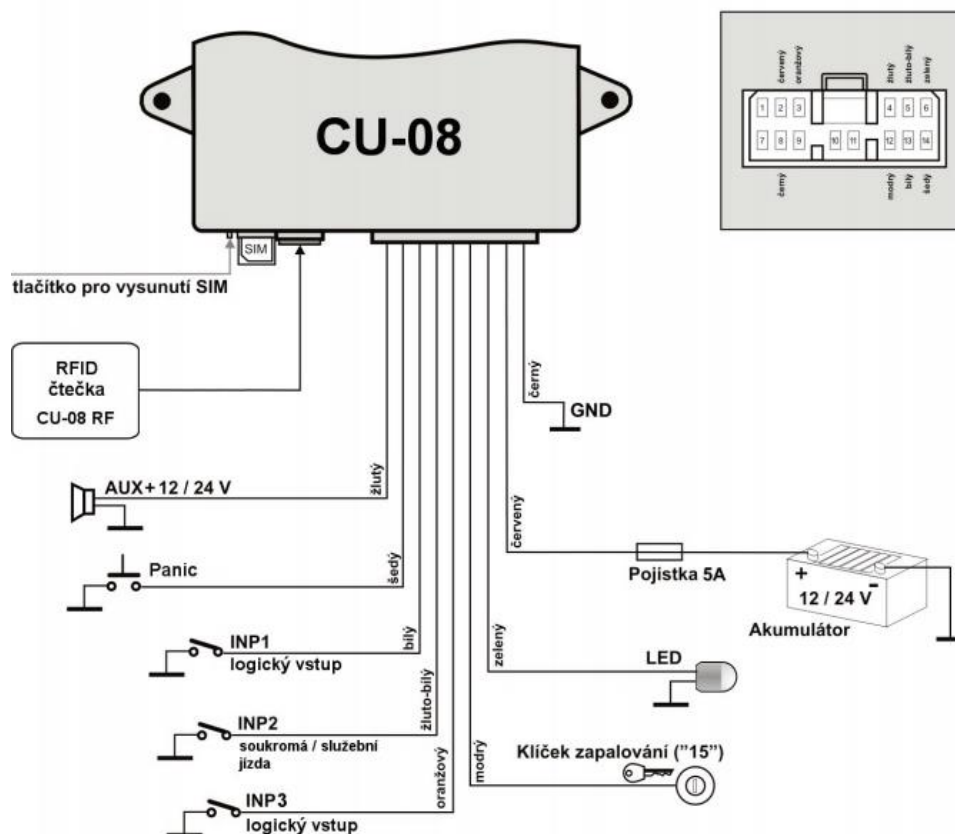 CU-08
SIM
tlačítko pro vysunutí SIM
RFID
čtečka
CU-08 RF
AUX+ 12 / 24 V
žlutý
Panic
šedý
INP1
logický vstup
bílý
INP2
soukromá / služební
jízda
žluto-bílý
INP3
logický vstup
oranžový
černý
GND
červený
Pojistka 5A
+
-
12 / 24 V
Akumulátor
zelený
LED
modrý
Klíček zapalování (”15”)
červený
oranžový
žlutý
žluto-bílý
zelený
1 2 3 4 5 6
7 8 9 10 11 12 13 14
černý
modrý
bílý
šedý